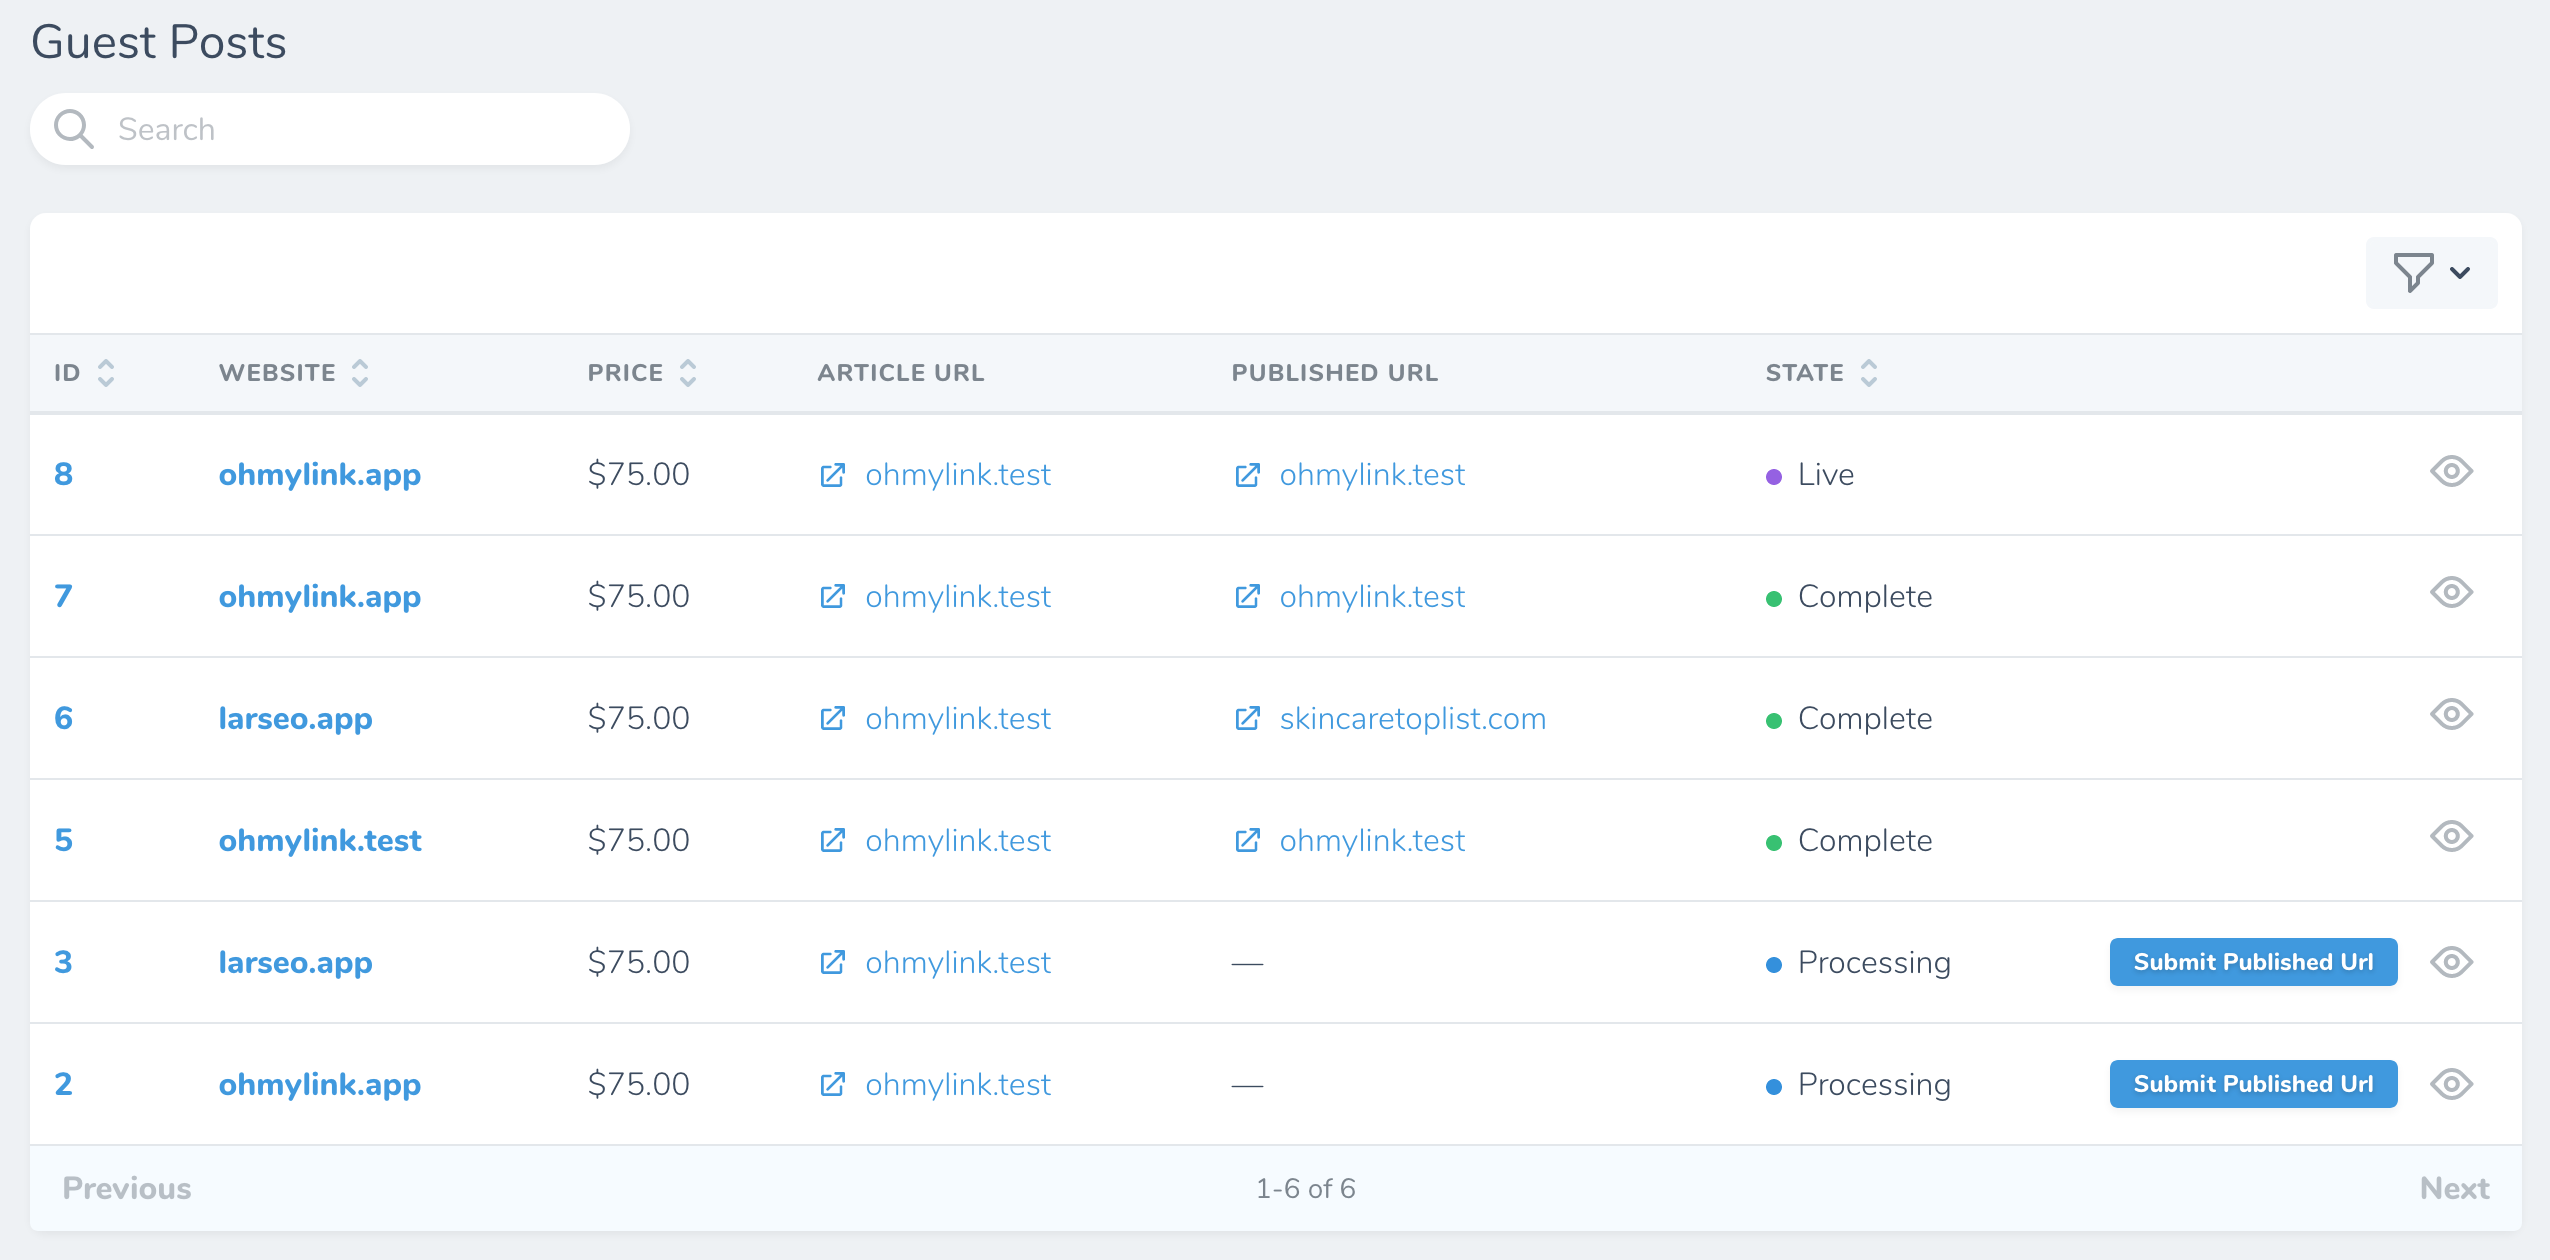 Guest Posts
Search
ID WEBSITE PRICE ARTICLE URL PUBLISHED URL STATE
8 ohmylink.app $75.00 ohmylink.test ohmylink.test Live
7 ohmylink.app $75.00 ohmylink.test ohmylink.test Complete
6 larseo.app $75.00 ohmylink.test skincaretoplist.com Complete
5 ohmylink.test $75.00 ohmylink.test ohmylink.test Complete
3 larseo.app $75.00 ohmylink.test — Processing Submit Published Url
2 ohmylink.app $75.00 ohmylink.test — Processing Submit Published Url
Previous 1-6 of 6 Next